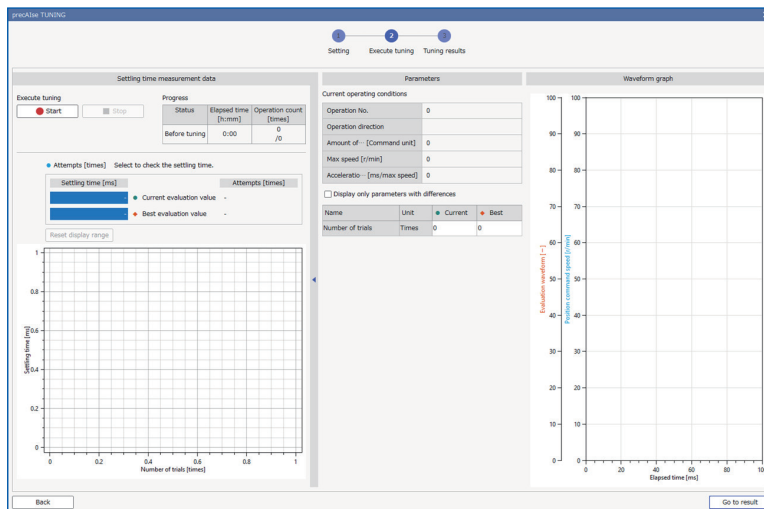 precAIse TUNING
1 2 3
Setting Execute tuning Tuning results
Settling time measurement data
Execute tuning
Start Stop
Progress
Status Elapsed time [h:mm] Operation count [times]
Before tuning 0:00 0 /0
Attempts [times] Select to check the settling time.
Settling time [ms] Attempts [times]
- Current evaluation value -
- Best evaluation value -
Reset display range
Settling time [ms]
1
0.8
0.6
0.4
0.2
0
0 0.2 0.4 0.6 0.8 1
Number of trials [times]
Parameters
Current operating conditions
Operation No. 0
Operation direction
Amount of··· [Command unit] 0
Max speed [r/min] 0
Acceleratio··· [ms/max speed] 0
Display only parameters with differences
Name Unit Current Best
Number of trials Times 0 0
Waveform graph
Evaluation waveform [-]
Position command speed [r/min]
100 100
90 90
80 80
70 70
60 60
50 50
40 40
30 30
20 20
10 10
0 0
0 20 40 60 80
Elapsed time [ms]
Back
Go to result